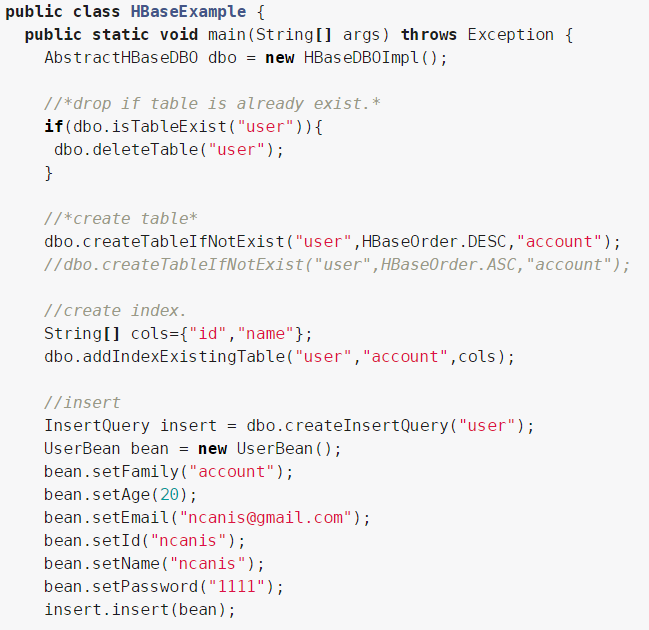 public class HBaseExample {
public static void main(String[] args) throws Exception {
AbstractHBaseDBO dbo = new HBaseDBOImpl();
//*drop if table is already exist.*
if(dbo.isTableExist("user")){
dbo.deleteTable("user");
}
//*create table*
dbo.createTableIfNotExist("user",HBaseOrder.DESC,"account");
//dbo.createTableIfNotExist("user",HBaseOrder.ASC,"account");
//create index.
String[] cols={"id","name"};
dbo.addIndexExistingTable("user","account",cols);
//insert
InsertQuery insert = dbo.createInsertQuery("user");
UserBean bean = new UserBean();
bean.setFamily("account");
bean.setAge(20);
bean.setEmail("ncanis@gmail.com");
bean.setId("ncanis");
bean.setName("ncanis");
bean.setPassword("1111");
insert.insert(bean);